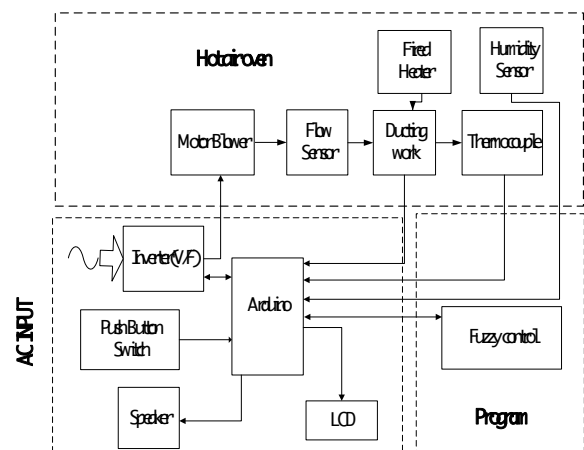 Hot air oven
Fired
Heater
Humidity
Sensor
Motor Blower
Flow
Sensor
Ducting
work
Thermocouple
Inverter(V/F)
Arduino
Push Button
Switch
Fuzzy control
Speaker
LCD
Program
AC INPUT